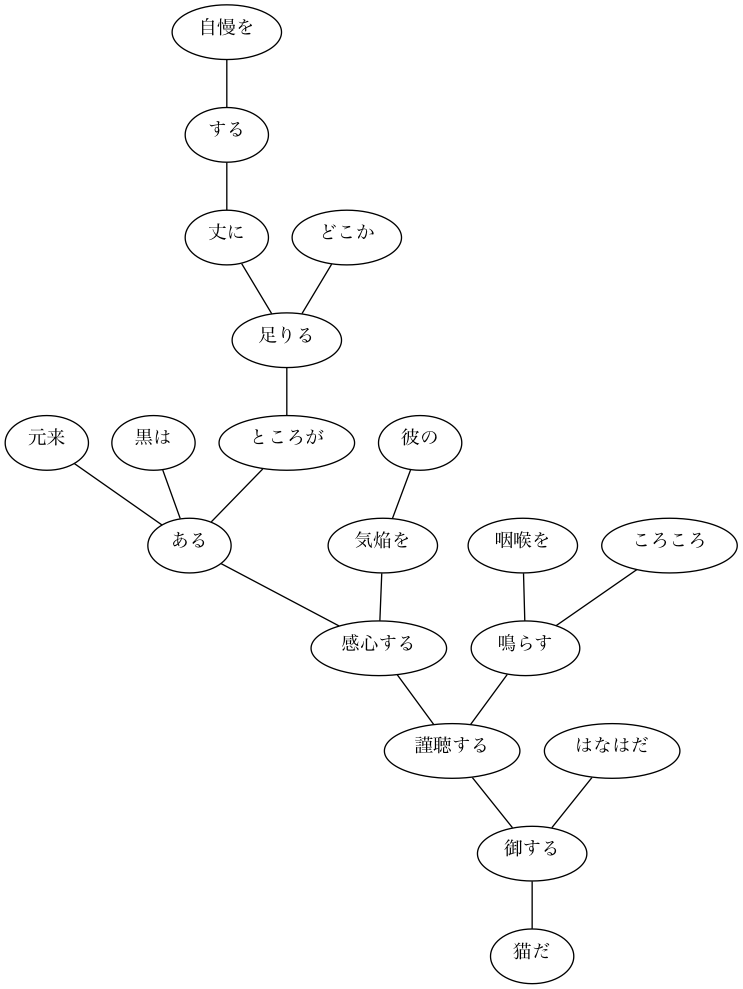 自慢を
する
丈に
どこか
足りる
元来
黒は
ところが
彼の
ある
気焔を
咽喉を
ころころ
感心する
鳴らす
謹聴する
はなはだ
御する
猫だ